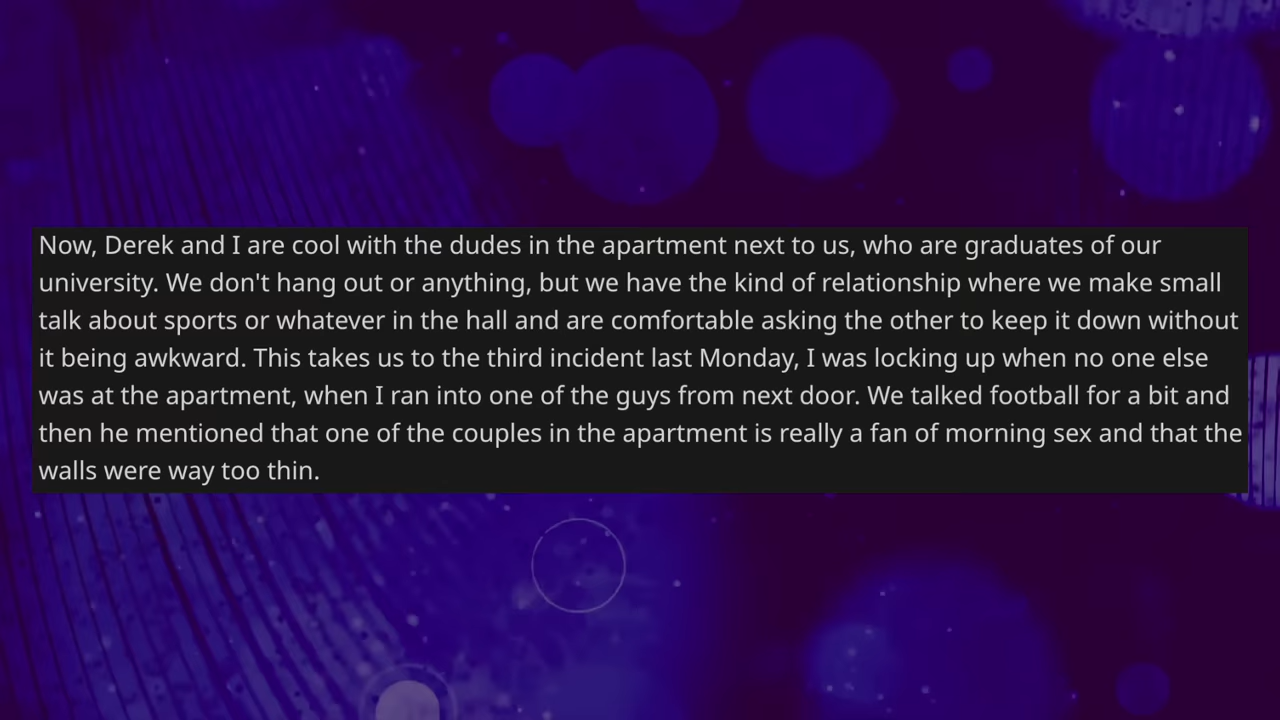 Now, Derek and I are cool with the dudes in the apartment next to us, who are graduates of our
university. We don't hang out or anything, but we have the kind of relationship where we make small
talk about sports or whatever in the hall and are comfortable asking the other to keep it down without
it being awkward. This takes us to the third incident last Monday, I was locking up when no one else
was at the apartment, when I ran into one of the guys from next door. We talked football for a bit and
then he mentioned that one of the couples in the apartment is really a fan of morning sex and that the
walls were way too thin.